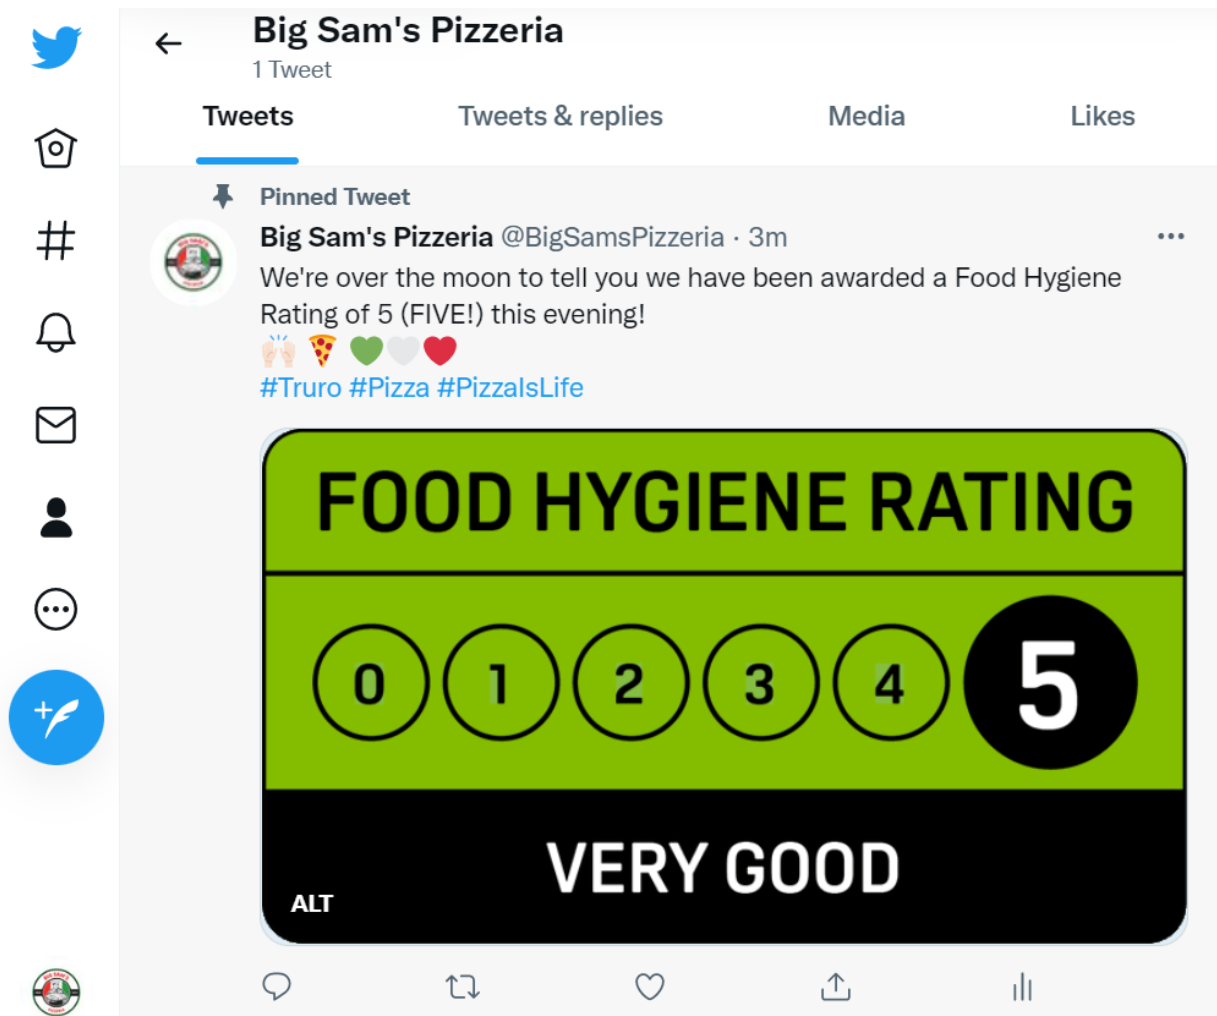 Big Sam's Pizzeria
1 Tweet
Tweets Tweets & replies Media Likes
Pinned Tweet
Big Sam's Pizzeria @BigSamsPizzeria · 3m
We're over the moon to tell you we have been awarded a Food Hygiene
Rating of 5 (FIVE!) this evening!
🙌🏻 🍕 💚🤍❤️
#Truro #Pizza #PizzaIsLife
FOOD HYGIENE RATING
0 1 2 3 4 5
VERY GOOD
ALT